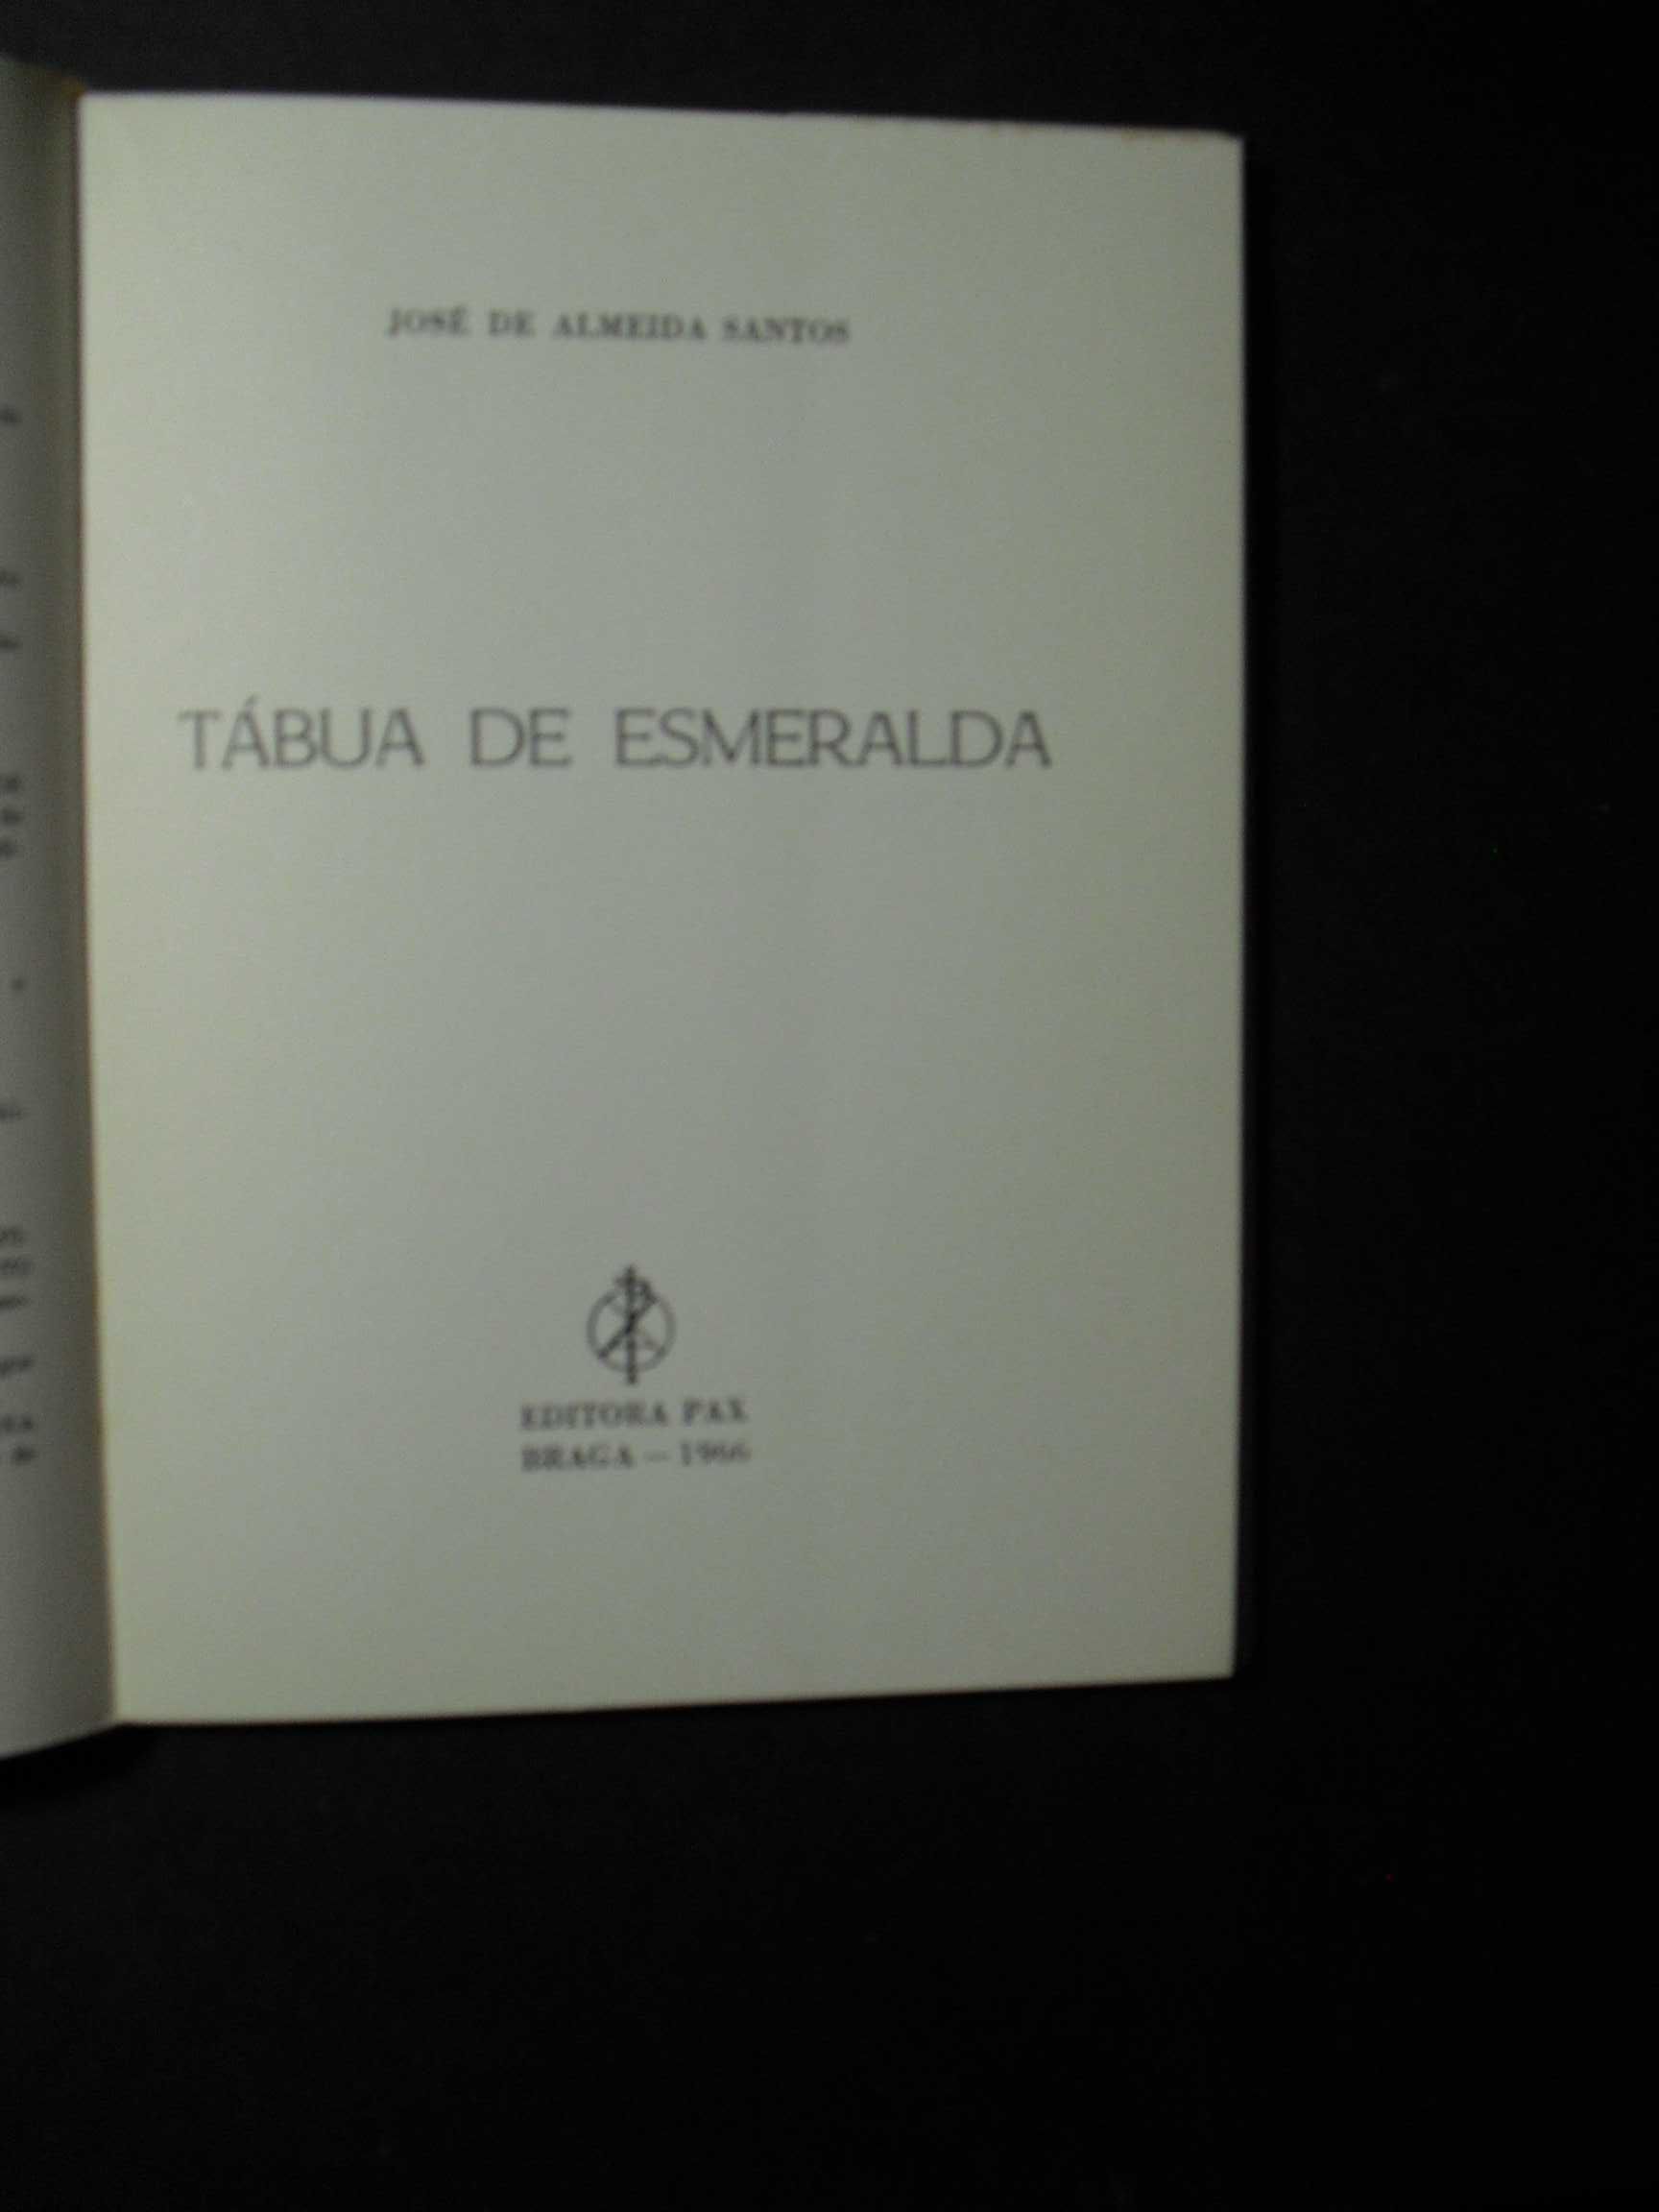 JOSÉ DE ALMEIDA SANTOS
TÁBUA DE ESMERALDA
EDITORA PAX
BRAGA — 1966